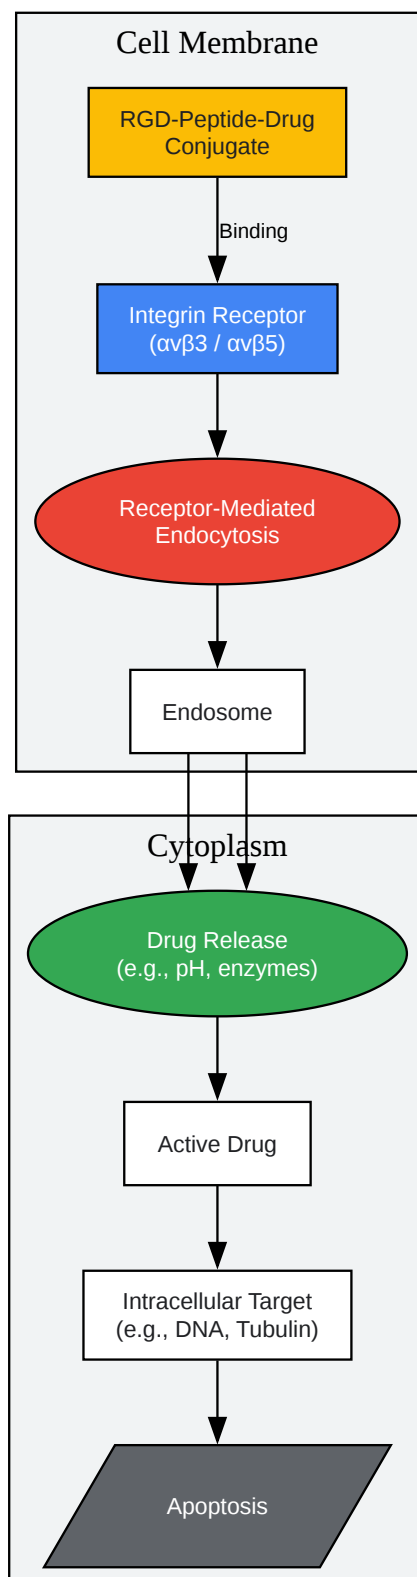 Cell Membrane
RGD-Peptide-Drug
Conjugate
Binding
Integrin Receptor
(αvβ3 / αvβ5)
Receptor-Mediated
Endocytosis
Endosome
Cytoplasm
Drug Release
(e.g., pH, enzymes)
Active Drug
Intracellular Target
(e.g., DNA, Tubulin)
Apoptosis